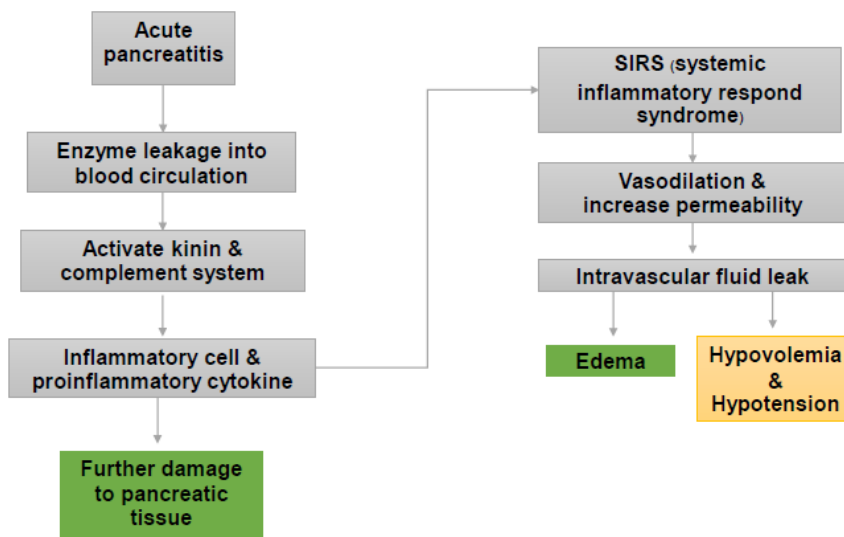 Acute
pancreatitis
Enzyme leakage into
blood circulation
Activate kinin &
complement system
Inflammatory cell &
proinflammatory cytokine
Further damage
to pancreatic
tissue
SIRS (systemic
inflammatory respond
syndrome)
Vasodilation &
increase permeability
Intravascular fluid leak
Edema
Hypovolemia
&
Hypotension